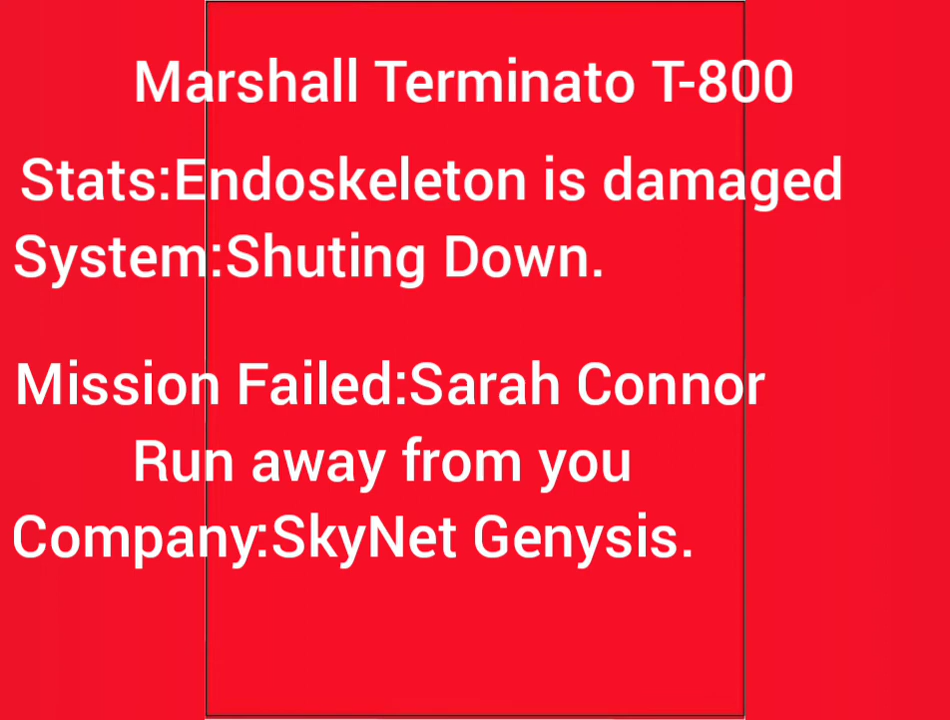 Marshall Terminato T-800
Stats:Endoskeleton is damaged
System:Shuting Down.
Mission Failed:Sarah Connor
Run away from you
Company:SkyNet Genysis.